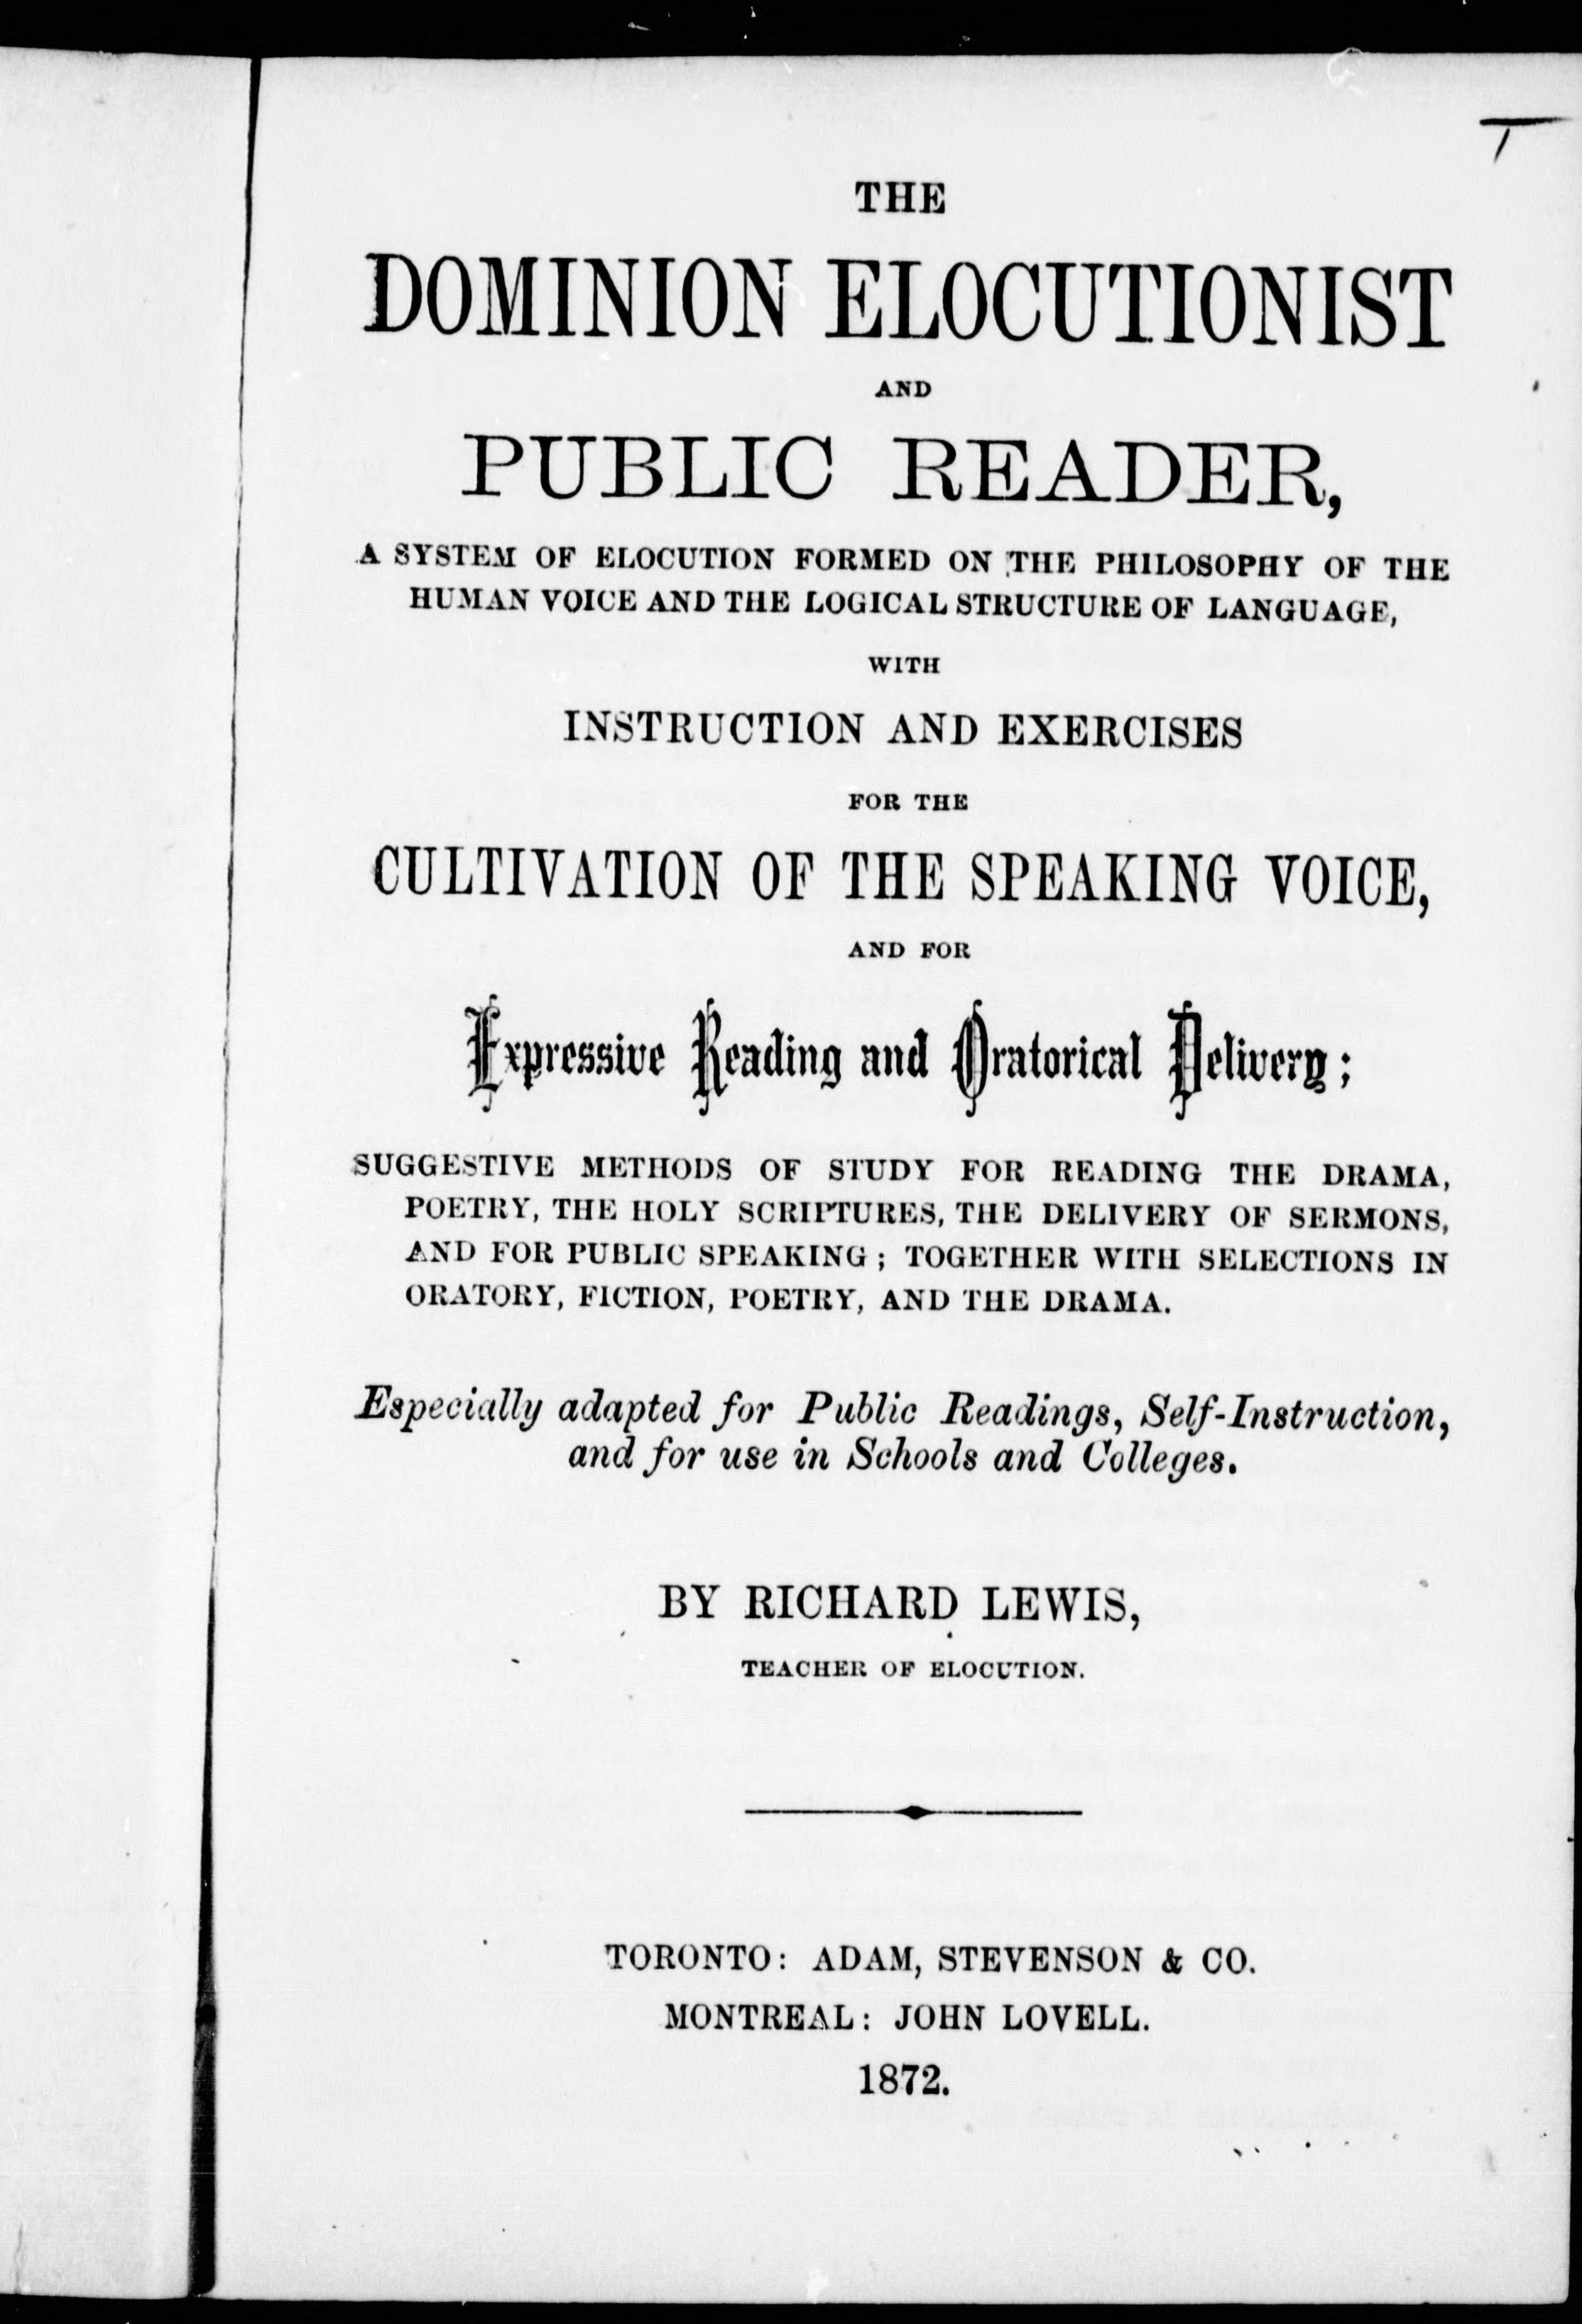 THE
DOMINION ELOCUTIONIST
AND
PUBLIC READER,
A SYSTEM OF ELOCUTION FORMED ON THE PHILOSOPHY OF THE
HUMAN VOICE AND THE LOGICAL STRUCTURE OF LANGUAGE,
WITH
INSTRUCTION AND EXERCISES
FOR THE
CULTIVATION OF THE SPEAKING VOICE,
AND FOR
Expressive Reading and Oratorical Delivery;
SUGGESTIVE METHODS OF STUDY FOR READING THE DRAMA,
POETRY, THE HOLY SCRIPTURES, THE DELIVERY OF SERMONS,
AND FOR PUBLIC SPEAKING; TOGETHER WITH SELECTIONS IN
ORATORY, FICTION, POETRY, AND THE DRAMA.
Especially adapted for Public Readings, Self-Instruction,
and for use in Schools and Colleges.
BY RICHARD LEWIS,
TEACHER OF ELOCUTION.
TORONTO: ADAM, STEVENSON & CO.
MONTREAL: JOHN LOVELL.
1872.